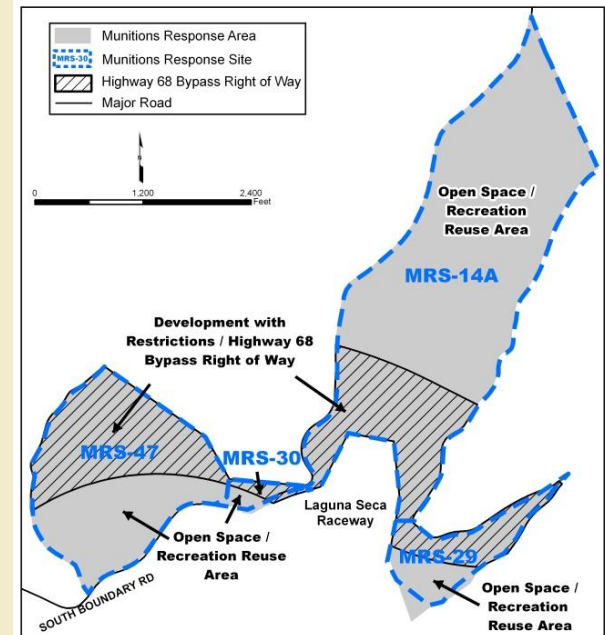 Munitions Response Area
MRS-30
Munitions Response Site
Highway 68 Bypass Right of Way
Major Road
N
0
1,200
2,400
Feet
Open Space /
Recreation
Reuse Area
MRS-14A
Development with
Restrictions / Highway 68
Bypass Right of Way
MRS-47
MRS-30
Laguna Seca
Raceway
Open Space /
Recreation Reuse
Area
MRS-29
Open Space /
Recreation
Reuse Area
SOUTH BOUNDARY RD